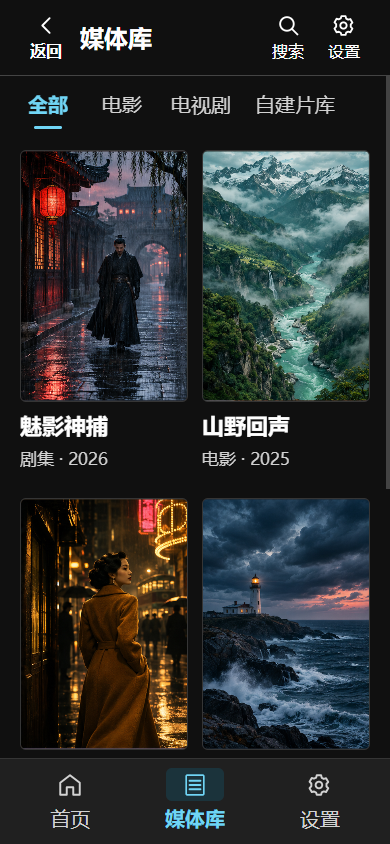 返回 媒体库 搜索 设置
全部 电影 电视剧 自建片库
魅影神捕 山野回声
剧集 · 2026 电影 · 2025
首页 媒体库 设置